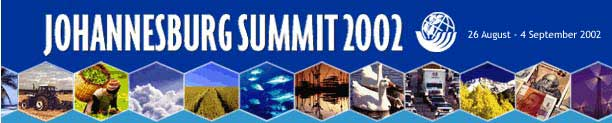 JOHANNESBURG SUMMIT 2002
26 August - 4 September 2002